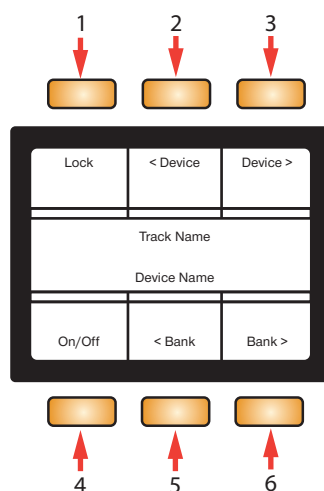 1 2 3
Lock < Device Device >
Track Name
Device Name
On/Off < Bank Bank >
4 5 6